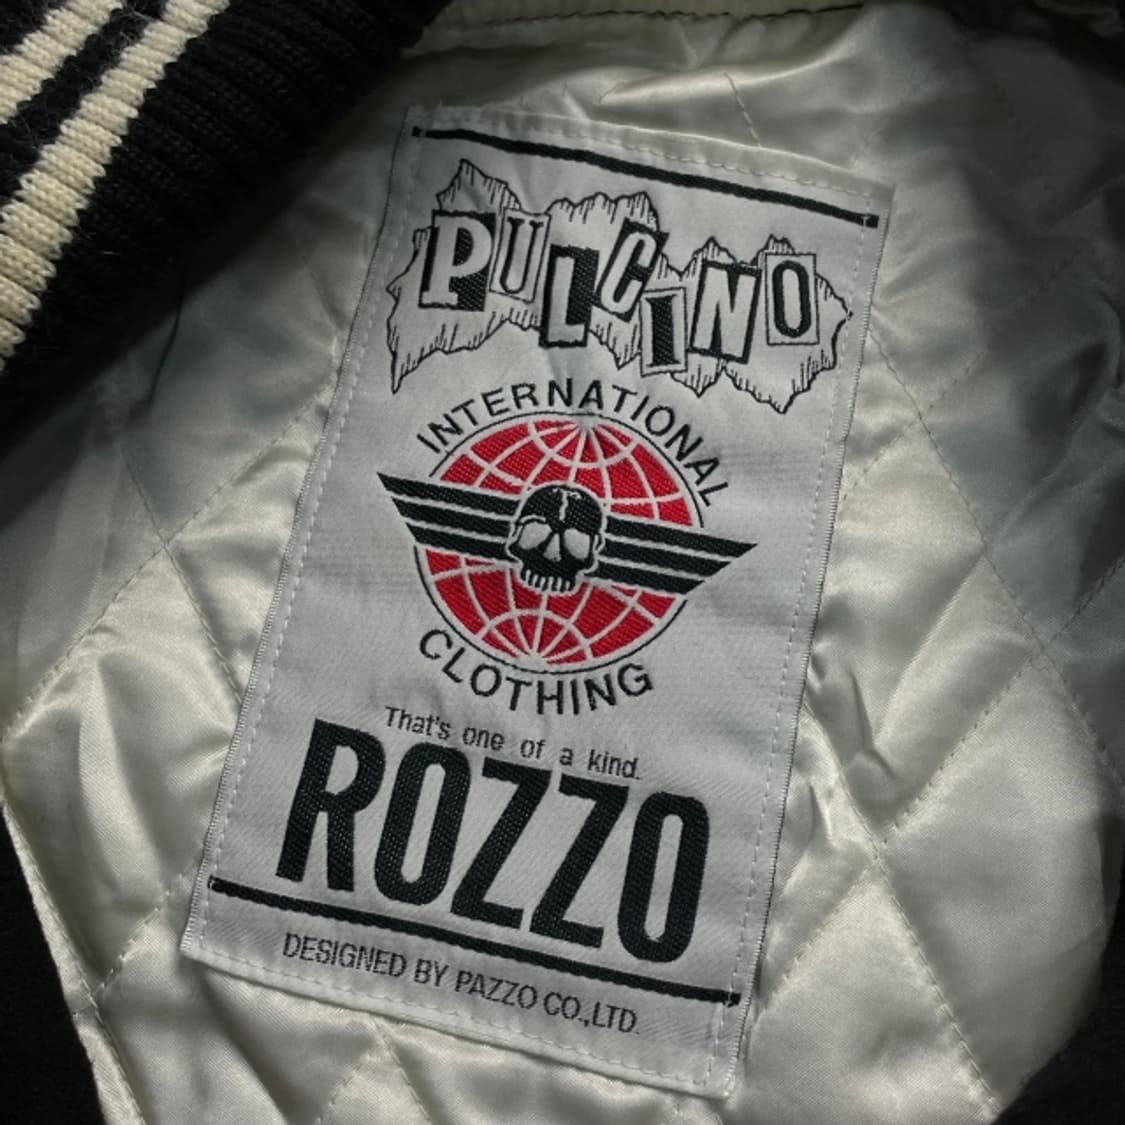 PULCINO
INTERNATIONAL
CLOTHING
That's one of a kind.
ROZZO
DESIGNED BY PAZZO CO.,LTD.